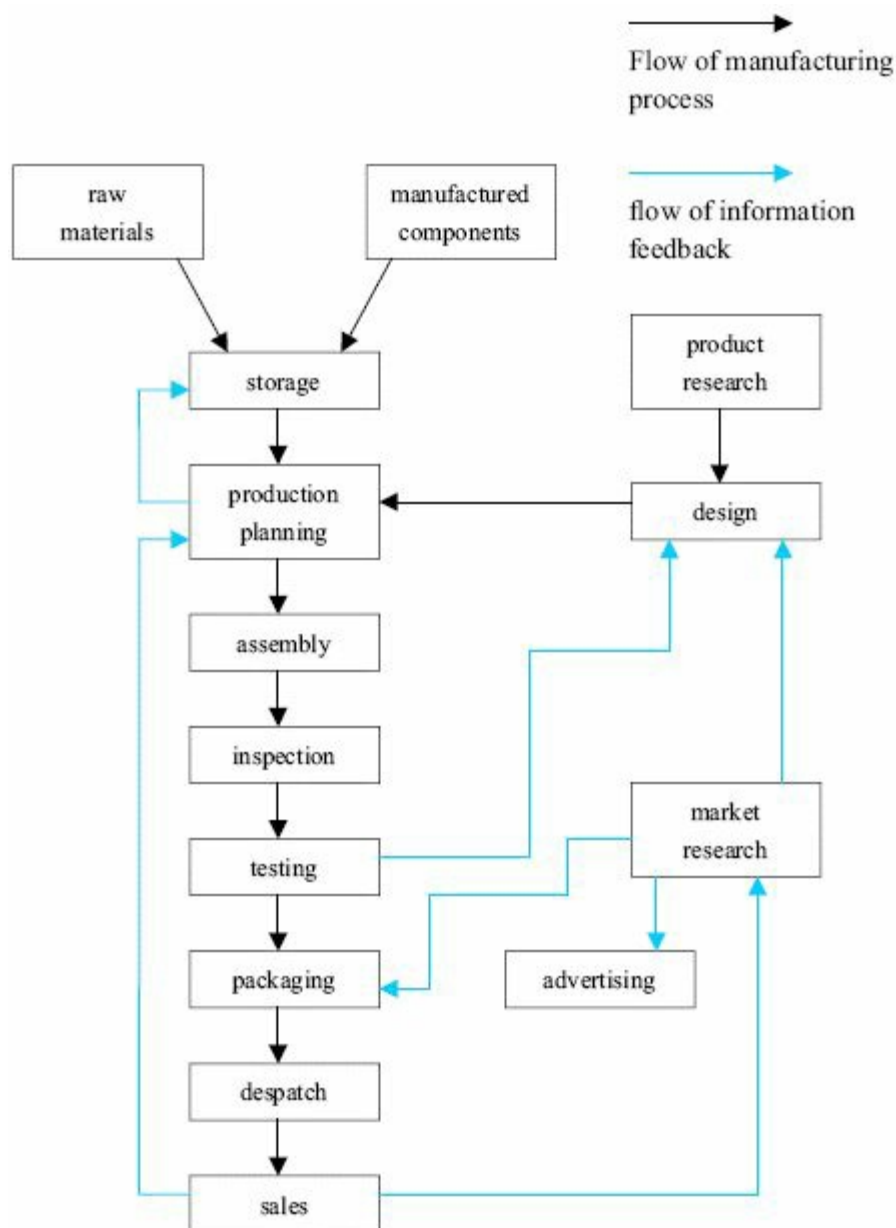 Flow of manufacturing
process
raw
materials
manufactured
components
flow of information
feedback
storage
product
research
production
planning
design
assembly
inspection
testing
market
research
packaging
advertising
despatch
sales